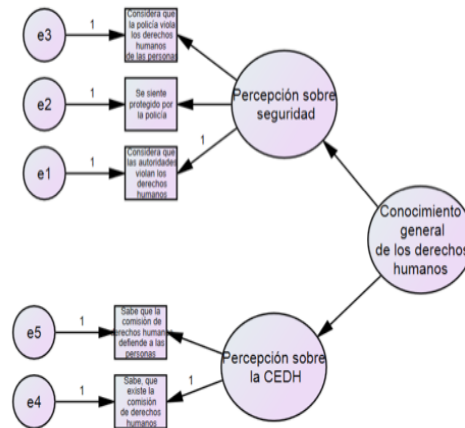 e3
1
Considera que
la policía viola
los derechos
humanos
de las personas
e2
1
Se siente
protegido por
la policía
e1
1
Considera que
las autoridades
violan los
derechos
humanos
1
Percepción sobre
seguridad
Conocimiento
general
de los derechos
humanos
e5
1
Sabe que la
comisión de
derechos human
defiende a las
personas
e4
1
Sabe, que
existe la
comisión
de derechos
humanos
1
Percepción sobre
la CEDH